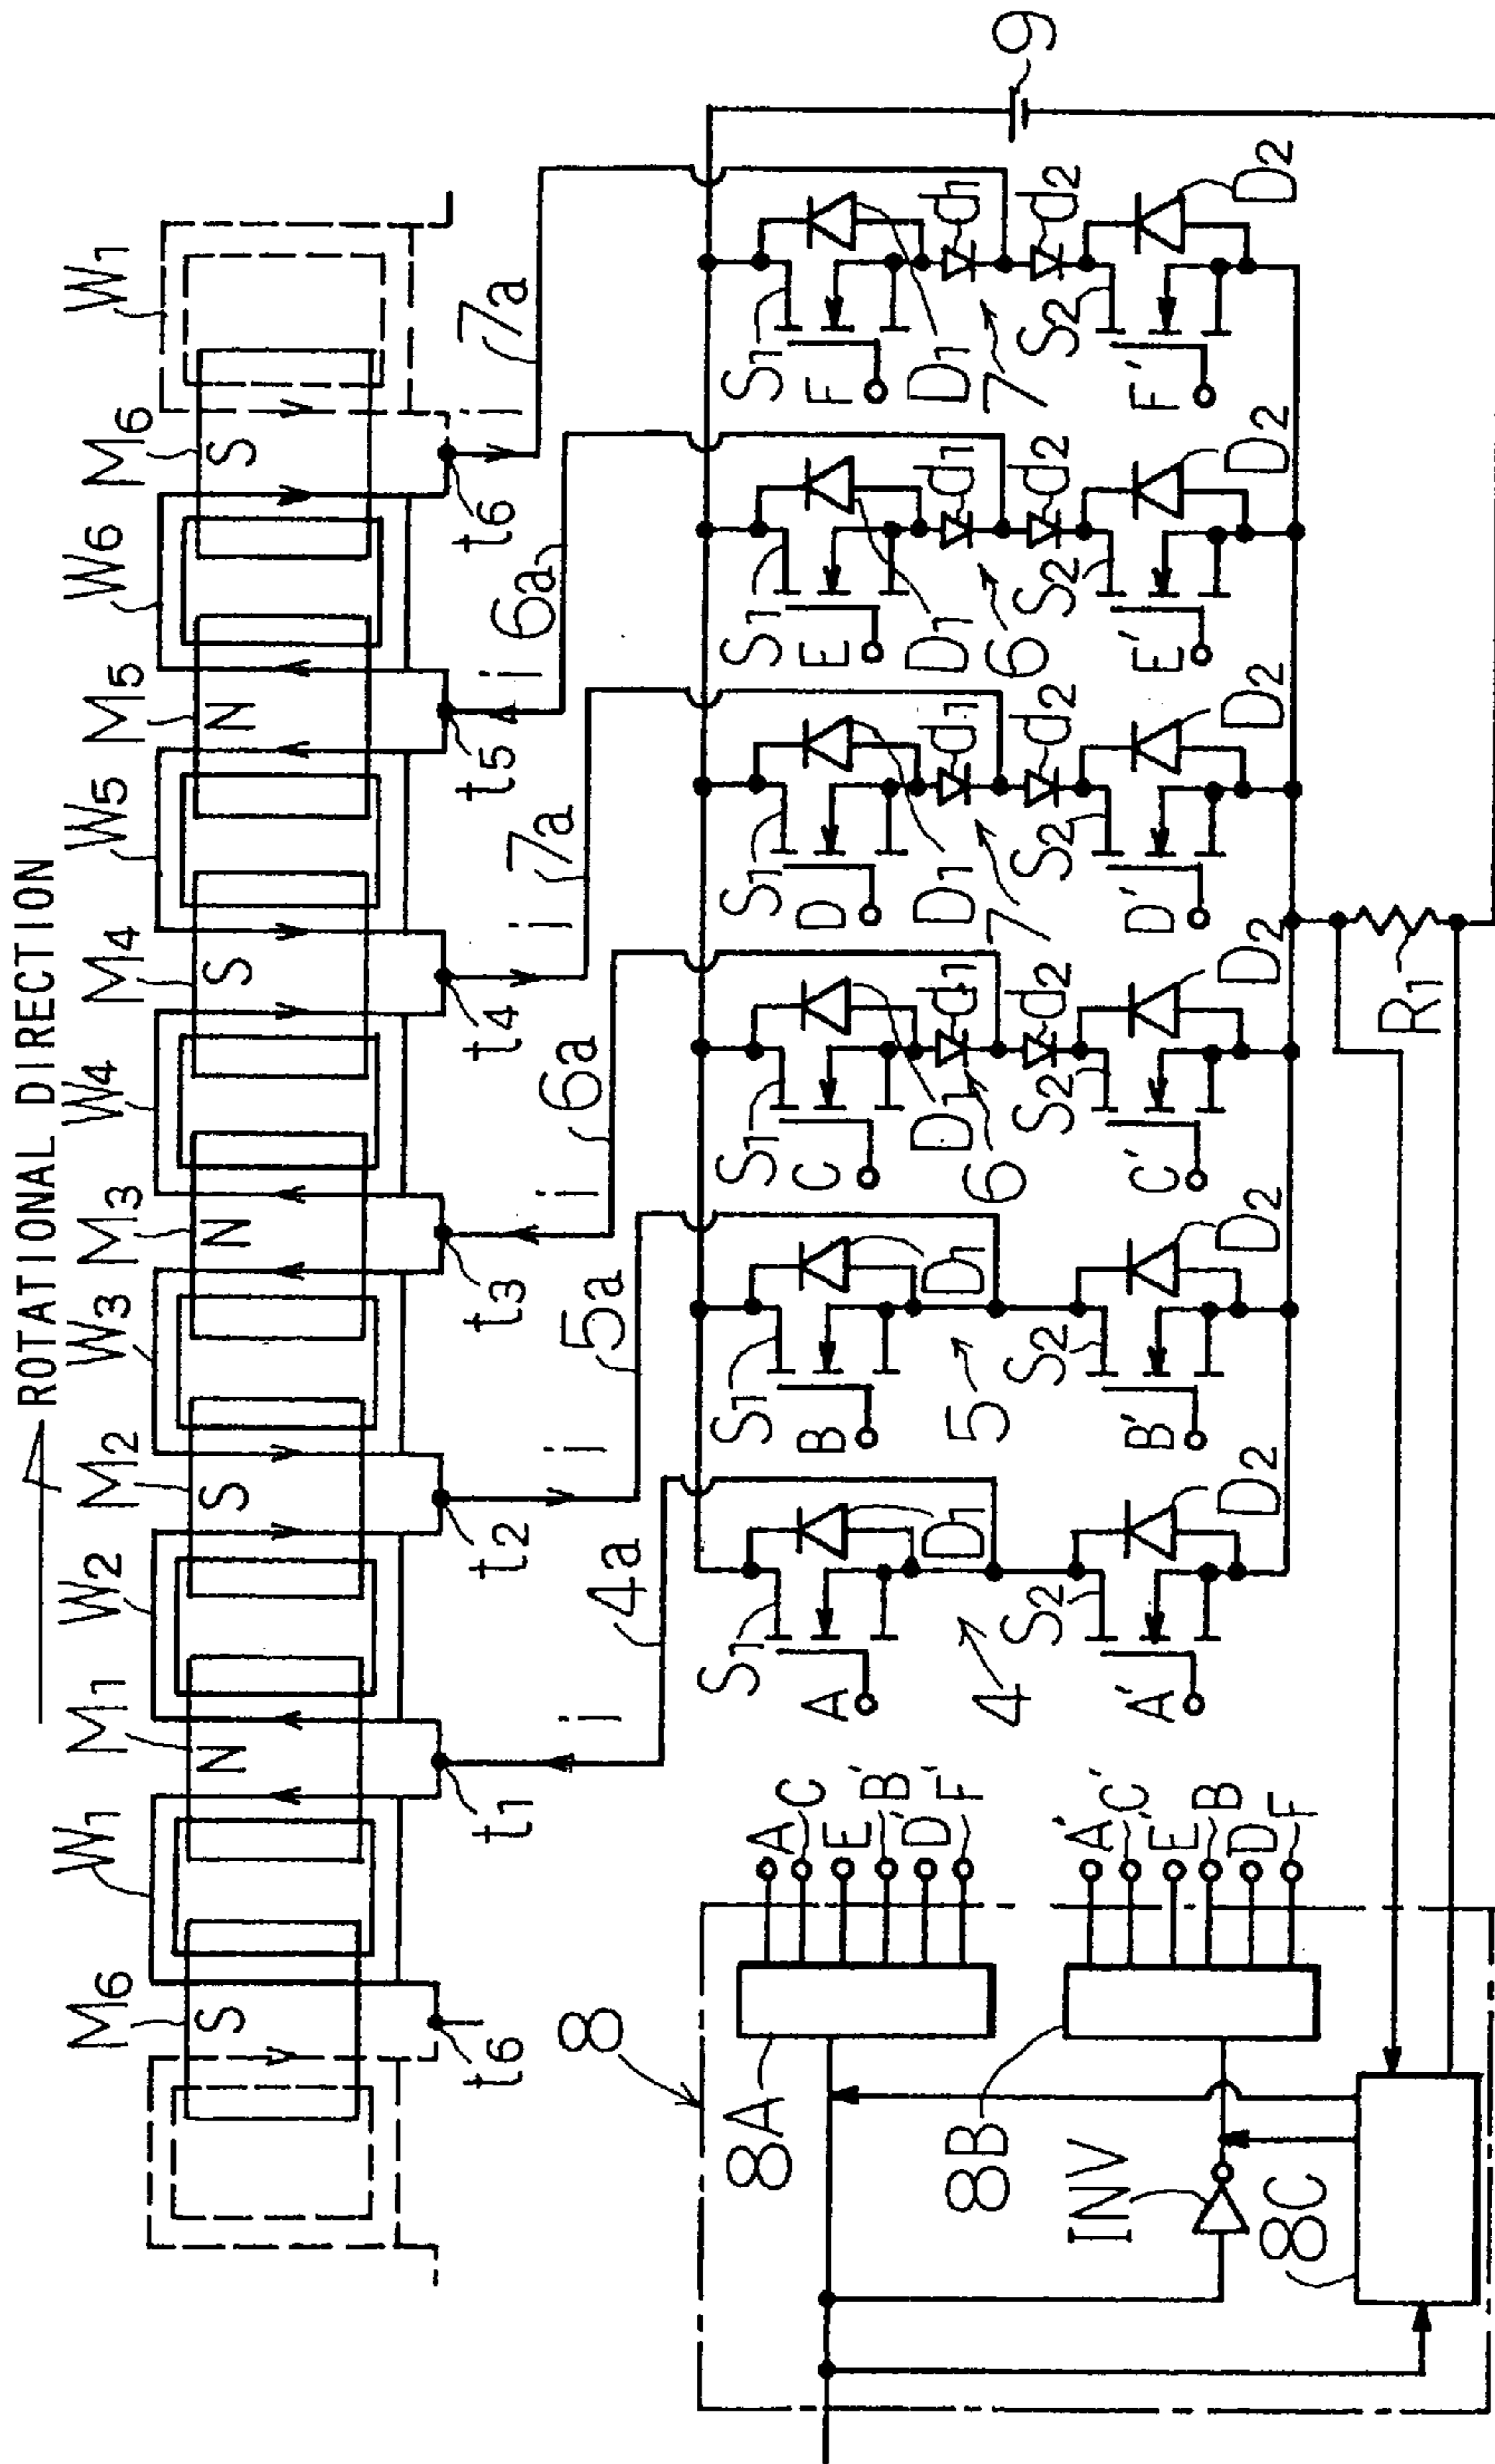 ROTATIONAL DIRECTION
W1 W2 W3 W4 W5 W6 W1
M6 M1 M2 M3 M4 M5 M6
S N S N S N S
t6 t1 t2 t3 t4 t5 t6
i i i i i i
4a 5a 6a 7a 6a 7a
9
8
8A
A
C
E
B'
D'
F'
8B
A'
C'
E'
B
D
F
INV
8C
S1 S1 S1 S1 S1 S1
A B C D E F
D1 D1 D1 D1 D1 D1
d1 d1 d1 d1
4 5 6 7 6 7
d2 d2 d2 d2
S2 S2 S2 S2 S2 S2
A' B' C' D' E' F'
D2 D2 D2 D2 D2 D2
R1